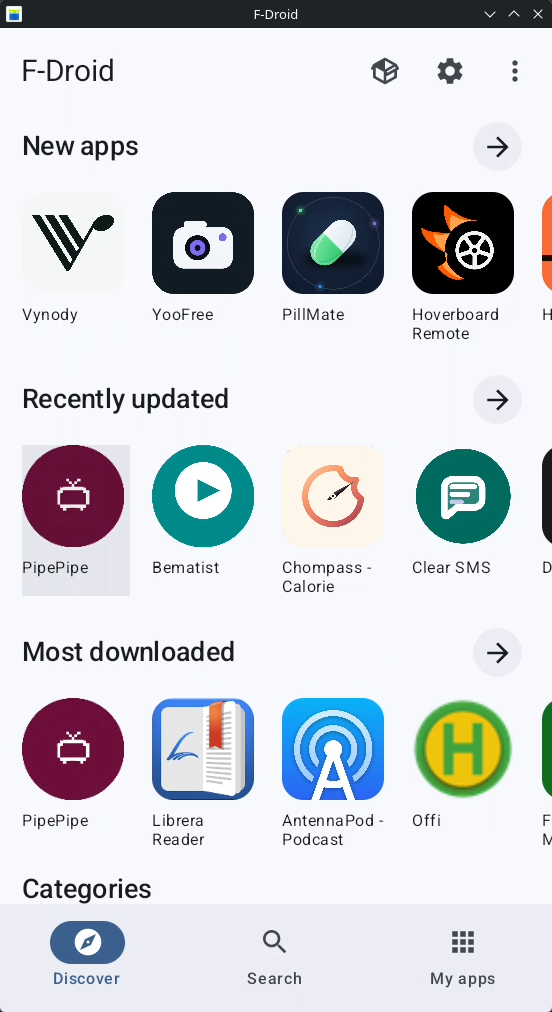 F-Droid
F-Droid
New apps
Vynody
YooFree
PillMate
Hoverboard
Remote
H
Recently updated
PipePipe
Bematist
Chompass -
Calorie
Clear SMS
D
Most downloaded
PipePipe
Librera
Reader
AntennaPod -
Podcast
H
Offi
F
M
Categories
Discover
Search
My apps